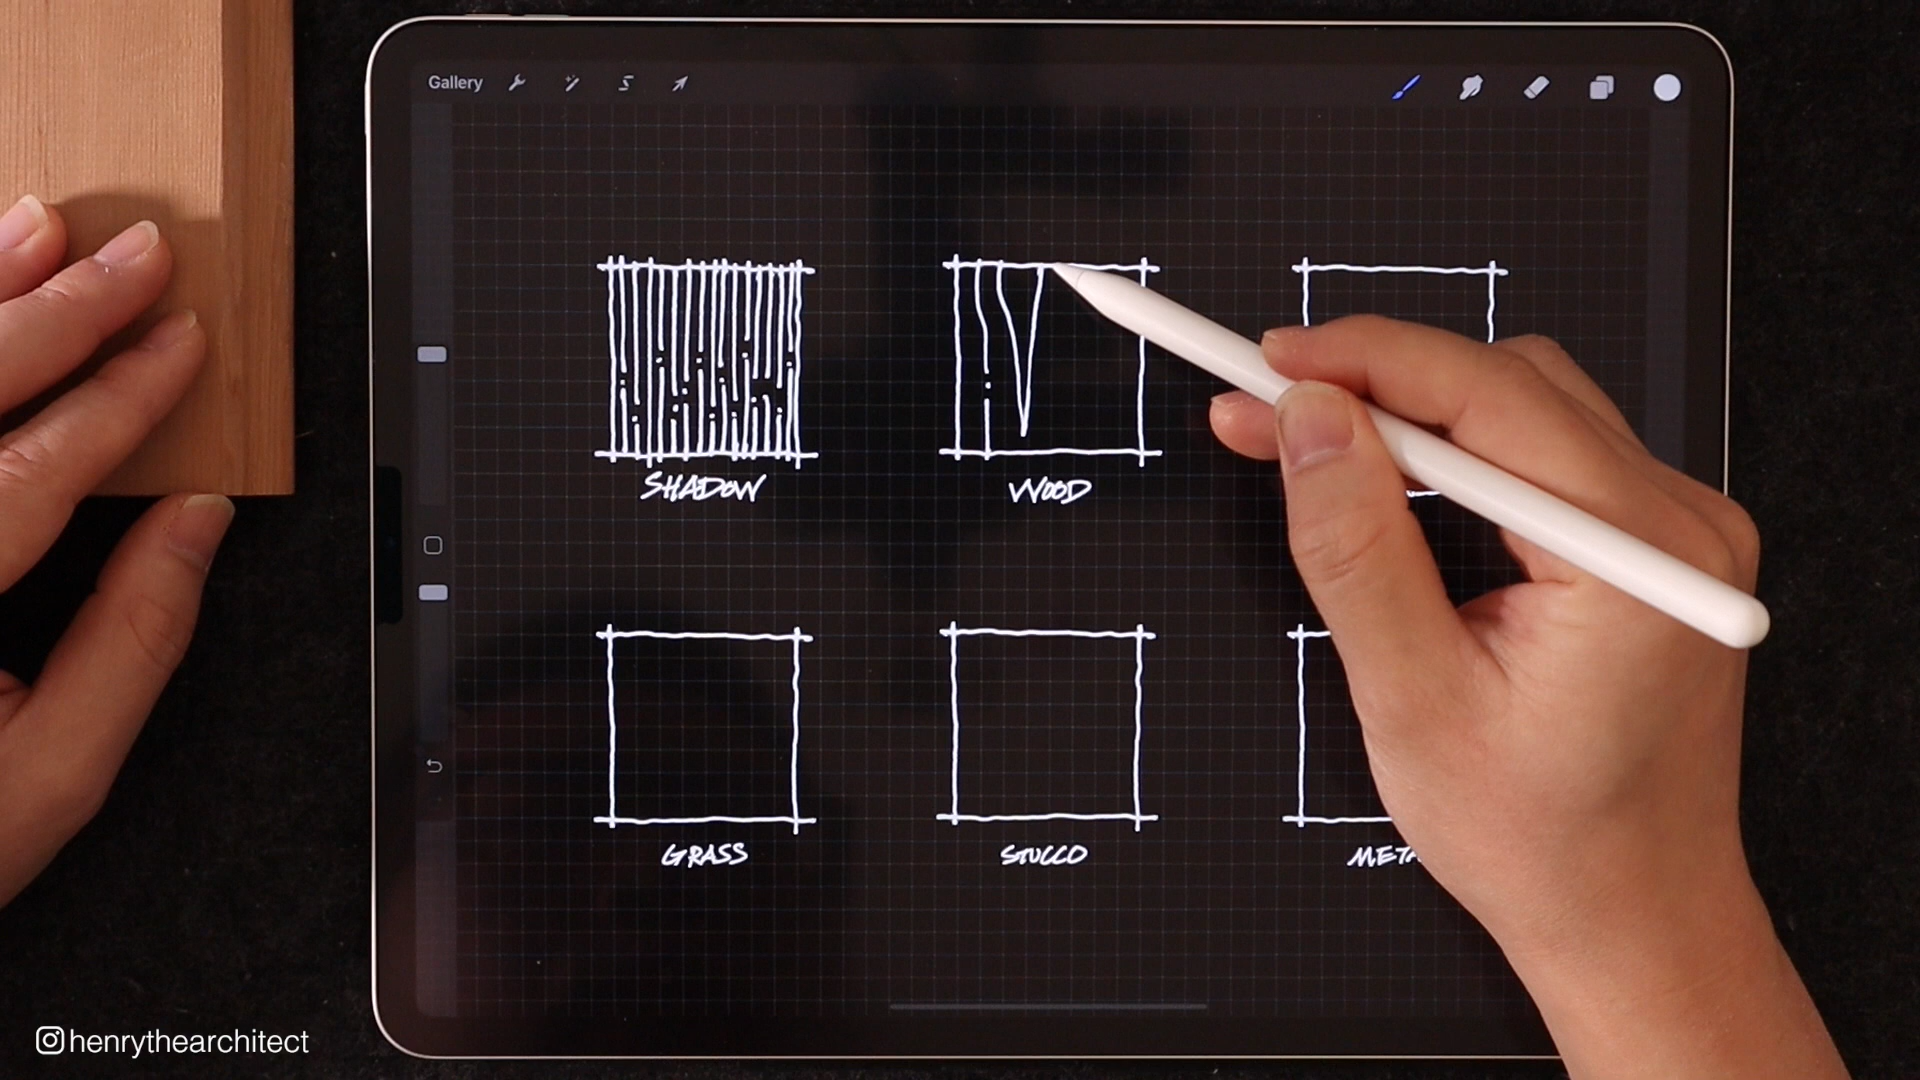 Gallery
SHADOW
WOOD
GRASS
STUCCO
henrythearchitect